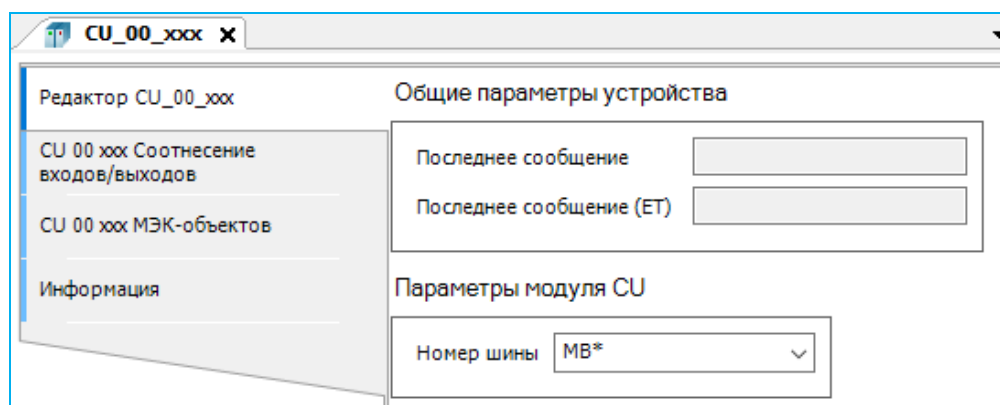 CU_00_xxx X
Редактор CU_00_xxx
CU 00 xxx Соотнесение
входов/выходов
CU 00 xxx МЭК-объектов
Информация
Общие параметры устройства
Последнее сообщение
Последнее сообщение (ET)
Параметры модуля CU
Номер шины MB*